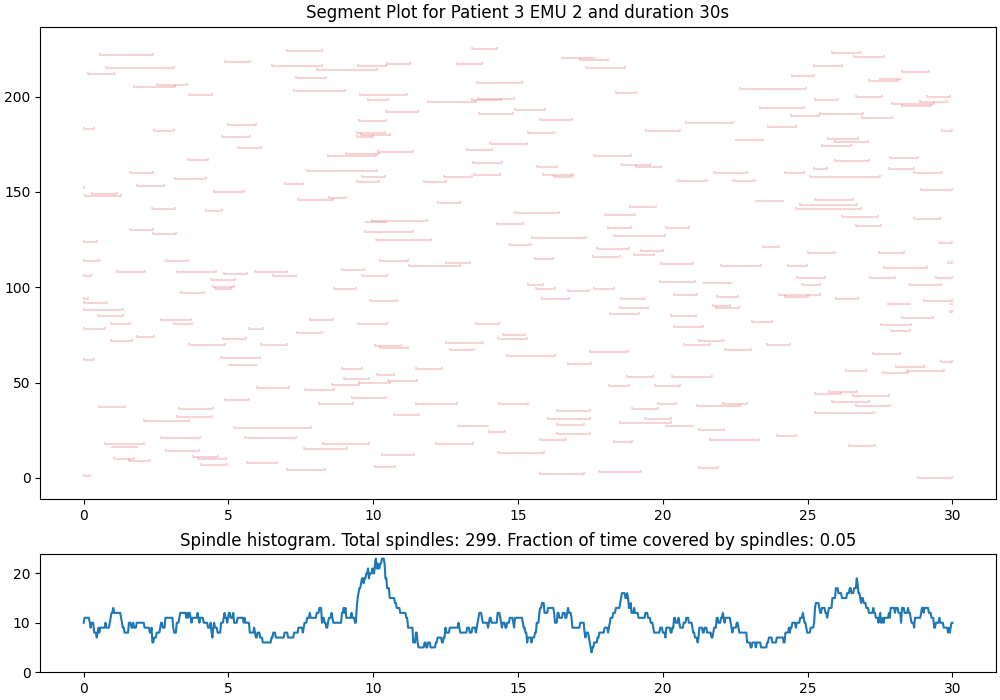 Segment Plot for Patient 3 EMU 2 and duration 30s
200
150
100
50
0
0 5 10 15 20 25 30
Spindle histogram. Total spindles: 299. Fraction of time covered by spindles: 0.05
20
10
0
0 5 10 15 20 25 30